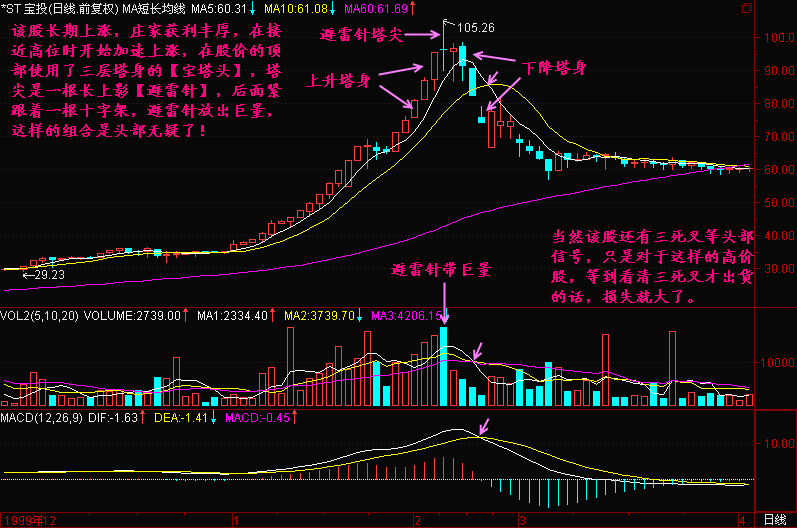 *ST 宝投(日线.前复权) MA短长均线 MA5:60.31↓ MA10:61.08↓ MA60:61.69↑
该股长期上涨，庄家获利丰厚，在接
近高位时开始加速上涨，在股价的顶
部使用了三层塔身的【宝塔头】，塔
尖是一根长上影【避雷针】，后面紧
跟着一根十字架，避雷针放出巨量，
这样的组合是头部无疑了！
避雷针塔尖
105.26
上升塔身
下降塔身
100.0
90.00
80.00
70.00
60.00
50.00
40.00
30.00
←29.23
当然该股还有三死叉等头部
信号，只是对于这样的高价
股，等到看清三死叉才出货
的话，损失就大了。
避雷针带巨量
VOL2(5,10,20) VOLUME:2739.00↑ MA1:2334.40↑ MA2:3739.70↓ MA3:4206.15↓
10000
MACD(12,26,9) DIF:-1.63↑ DEA:-1.41↓ MACD:-0.45↑
10.00
1999年12
1
2
3
4
日线